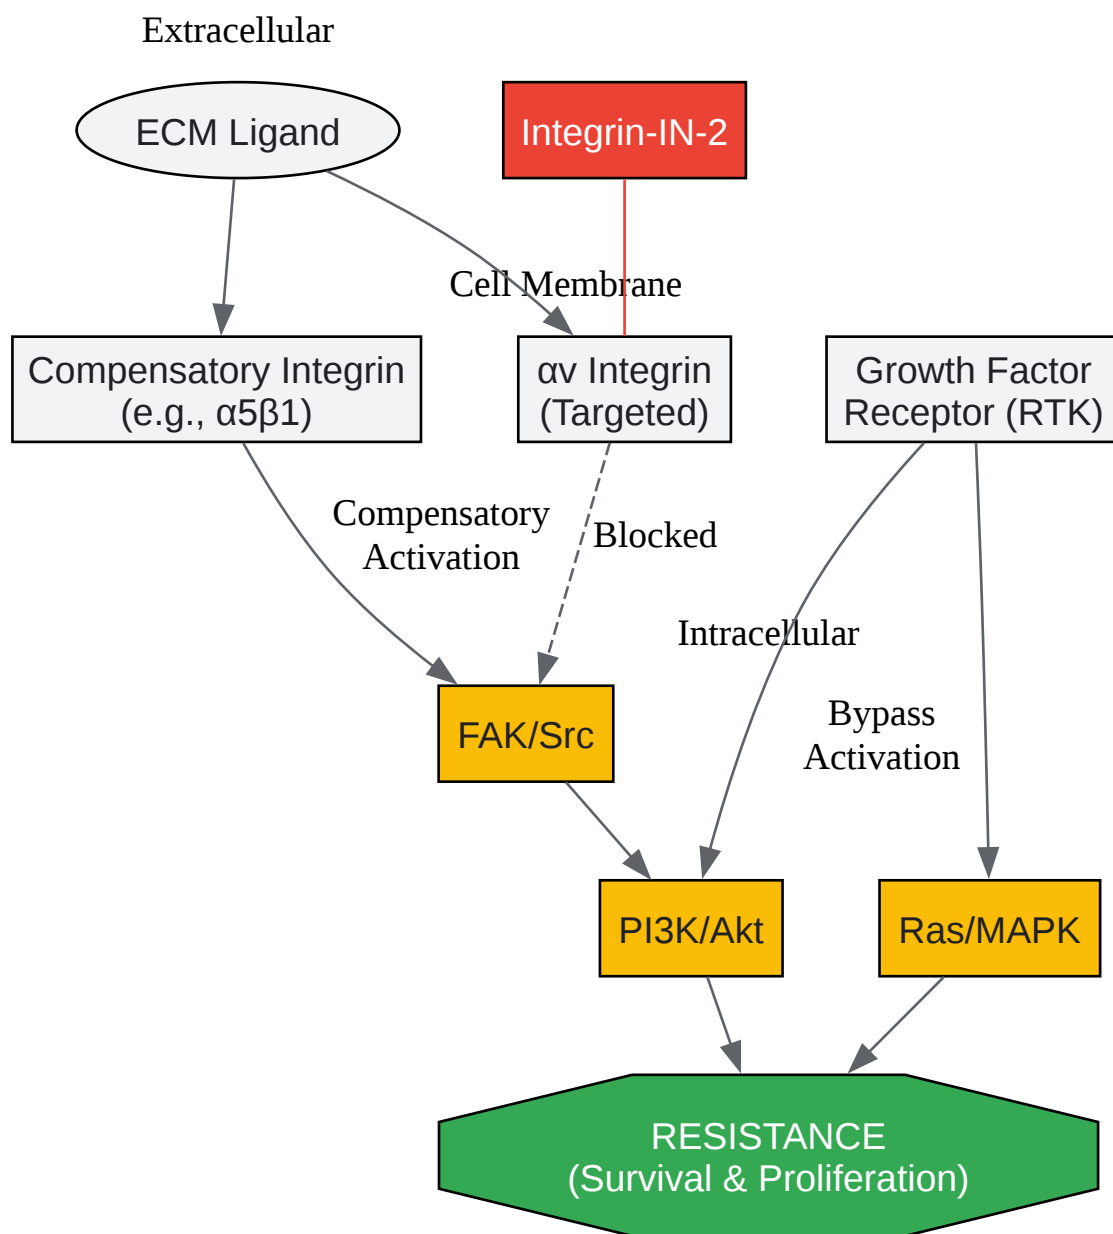 Extracellular
ECM Ligand
Integrin-IN-2
Cell Membrane
Compensatory Integrin
(e.g., α5β1)
αv Integrin
(Targeted)
Growth Factor
Receptor (RTK)
Compensatory
Activation
Blocked
Intracellular
Bypass
Activation
FAK/Src
PI3K/Akt
Ras/MAPK
RESISTANCE
(Survival & Proliferation)